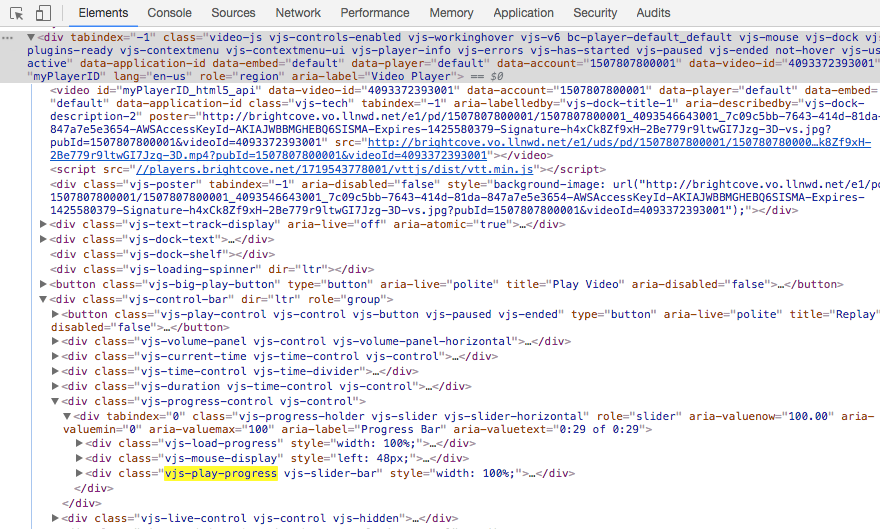 Elements Console Sources Network Performance Memory Application Security Audits
… ▼<div tabindex="-1" class="video-js vjs-controls-enabled vjs-workinghover vjs-v6 bc-player-default_default vjs-mouse vjs-dock vjs-
plugins-ready vjs-contextmenu vjs-contextmenu-ui vjs-player-info vjs-errors vjs-has-started vjs-paused vjs-ended not-hover vjs-us
active" data-application-id data-embed="default" data-player="default" data-account="1507807800001" data-video-id="4093372393001"
"myPlayerID" lang="en-us" role="region" aria-label="Video Player"> == $0
<video id="myPlayerID_html5_api" data-video-id="4093372393001" data-account="1507807800001" data-player="default" data-embed=
"default" data-application-id class="vjs-tech" tabindex="-1" aria-labelledby="vjs-dock-title-1" aria-describedby="vjs-dock-
description-2" poster="http://brightcove.vo.llnwd.net/e1/pd/1507807800001/1507807800001_4093546643001_7c09c5bb-7643-414d-81da-
847a7e5e3654-AWSAccessKeyId-AKIAJWBBMGHEBQ6SISMA-Expires-1425580379-Signature-hxCk8Zf9xH-2Be779r9ltwGI7Jzg-3D-vs.jpg?
pubId=1507807800001&videoId=4093372393001" src="http://brightcove.vo.llnwd.net/e1/uds/pd/1507807800001/150780780000…k8Zf9xH-
2Be779r9ltwGI7Jzg-3D.mp4?pubId=1507807800001&videoId=4093372393001"></video>
<script src="//players.brightcove.net/1719543778001/vttjs/dist/vtt.min.js"></script>
<div class="vjs-poster" tabindex="-1" aria-disabled="false" style="background-image: url("http://brightcove.vo.llnwd.net/e1/pd
1507807800001/1507807800001_4093546643001_7c09c5bb-7643-414d-81da-847a7e5e3654-AWSAccessKeyId-AKIAJWBBMGHEBQ6SISMA-Expires-
1425580379-Signature-h4xCk8Zf9xH-2Be779r9ltwGI7Jzg-3D-vs.jpg?pubId=1507807800001&videoId=4093372393001");"></div>
▶<div class="vjs-text-track-display" aria-live="off" aria-atomic="true">…</div>
▶<div class="vjs-dock-text">…</div>
<div class="vjs-dock-shelf"></div>
<div class="vjs-loading-spinner" dir="ltr"></div>
▶<button class="vjs-big-play-button" type="button" aria-live="polite" title="Play Video" aria-disabled="false">…</button>
▼<div class="vjs-control-bar" dir="ltr" role="group">
▶<button class="vjs-play-control vjs-control vjs-button vjs-paused vjs-ended" type="button" aria-live="polite" title="Replay"
disabled="false">…</button>
▶<div class="vjs-volume-panel vjs-control vjs-volume-panel-horizontal">…</div>
▶<div class="vjs-current-time vjs-time-control vjs-control">…</div>
▶<div class="vjs-time-control vjs-time-divider">…</div>
▶<div class="vjs-duration vjs-time-control vjs-control">…</div>
▼<div class="vjs-progress-control vjs-control">
▼<div tabindex="0" class="vjs-progress-holder vjs-slider vjs-slider-horizontal" role="slider" aria-valuenow="100.00" aria-
valuemin="0" aria-valuemax="100" aria-label="Progress Bar" aria-valuetext="0:29 of 0:29">
▶<div class="vjs-load-progress" style="width: 100%;">…</div>
▶<div class="vjs-mouse-display" style="left: 48px;">…</div>
▶<div class="vjs-play-progress vjs-slider-bar" style="width: 100%;">…</div>
</div>
</div>
▶<div class="vjs-live-control vjs-control vjs-hidden">…</div>